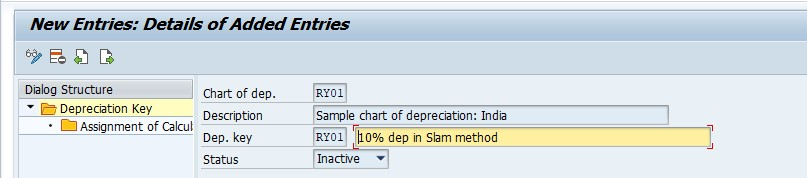 New Entries: Details of Added Entries
Dialog Structure
Depreciation Key
Assignment of Calcul
Chart of dep. RY01
Description Sample chart of depreciation: India
Dep. key RY01 10% dep in Slam method
Status Inactive